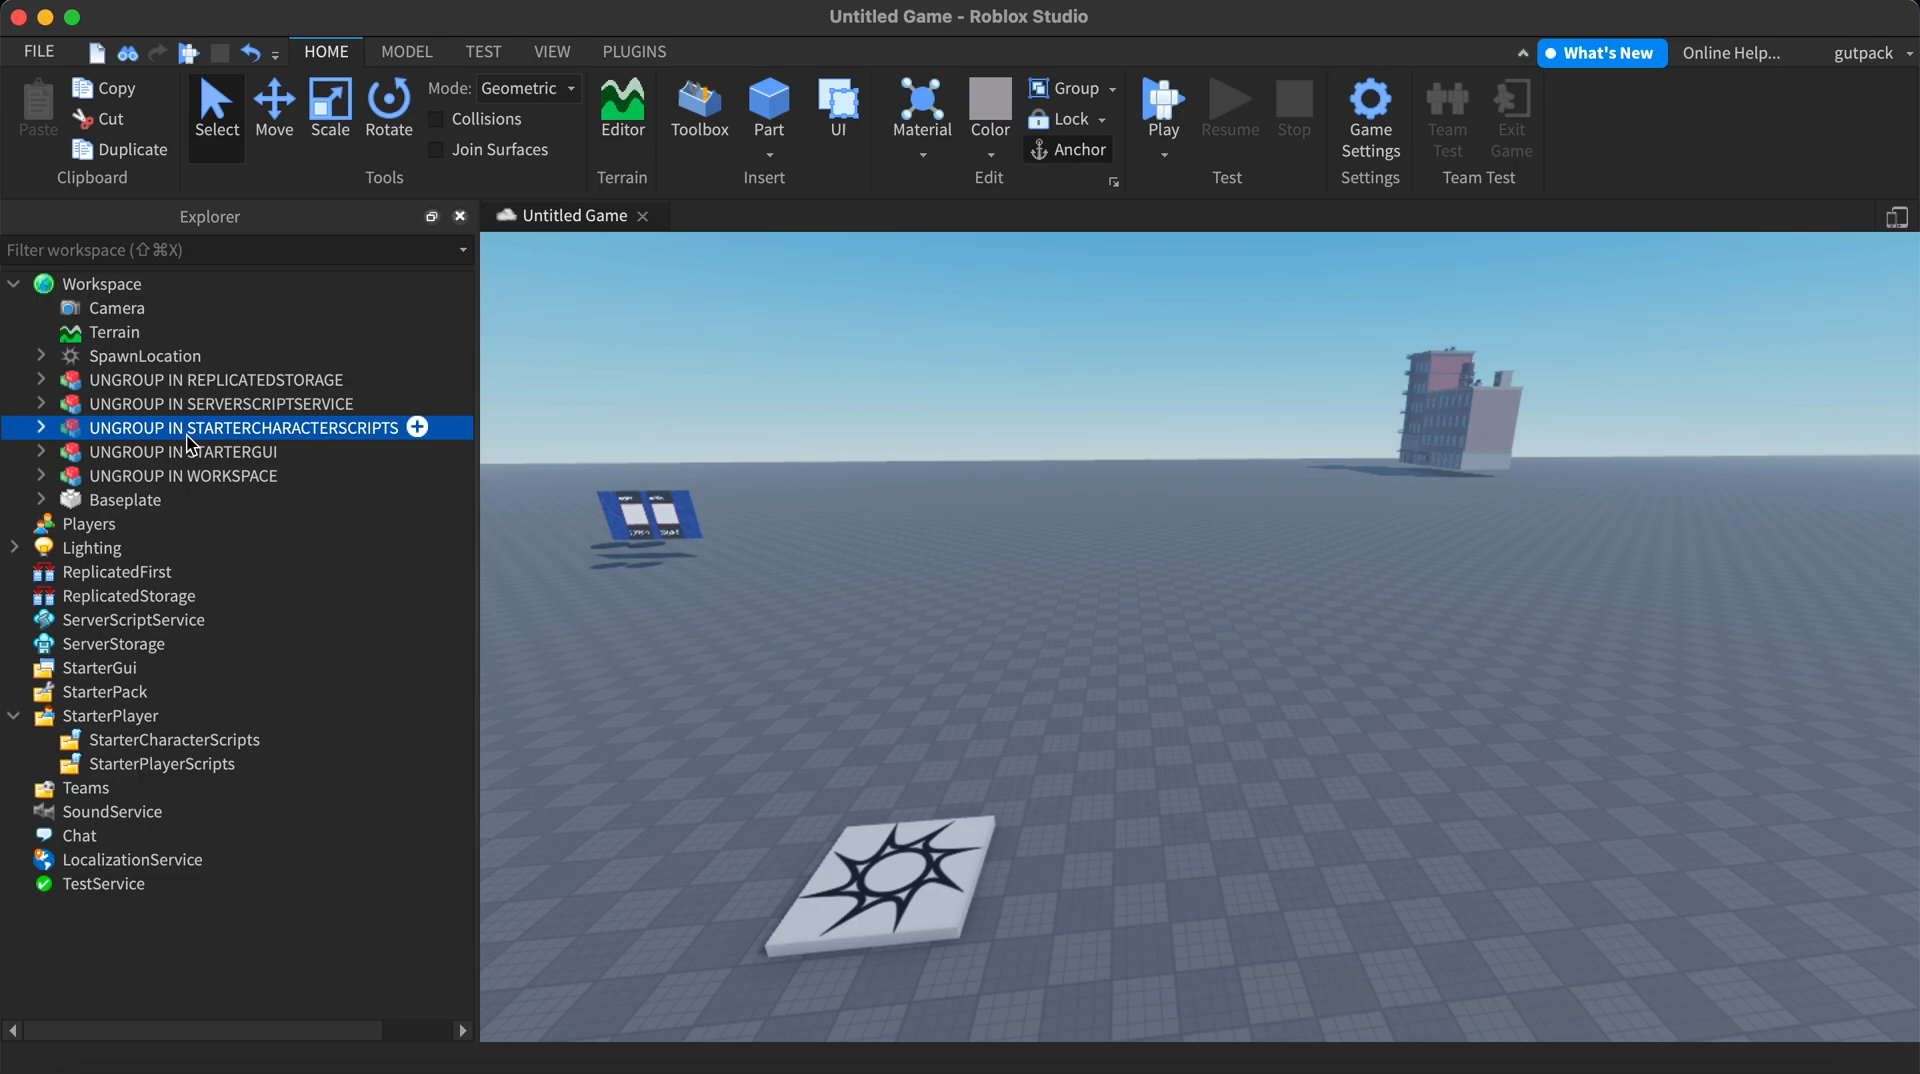 Untitled Game - Roblox Studio
FILE
HOME
MODEL
TEST
VIEW
PLUGINS
What's New
Online Help...
gutpack
Paste
Copy
Cut
Duplicate
Clipboard
Select
Move
Scale
Rotate
Mode: Geometric
Collisions
Join Surfaces
Tools
Editor
Terrain
Toolbox
Part
UI
Insert
Material
Color
Group
Lock
Anchor
Edit
Play
Resume
Stop
Test
Game
Settings
Settings
Team
Test
Exit
Game
Team Test
Explorer
Untitled Game
Filter workspace (⇧⌘X)
Workspace
Camera
Terrain
SpawnLocation
UNGROUP IN REPLICATEDSTORAGE
UNGROUP IN SERVERSCRIPTSERVICE
UNGROUP IN STARTERCHARACTERSCRIPTS
UNGROUP IN STARTERGUI
UNGROUP IN WORKSPACE
Baseplate
Players
Lighting
ReplicatedFirst
ReplicatedStorage
ServerScriptService
ServerStorage
StarterGui
StarterPack
StarterPlayer
StarterCharacterScripts
StarterPlayerScripts
Teams
SoundService
Chat
LocalizationService
TestService